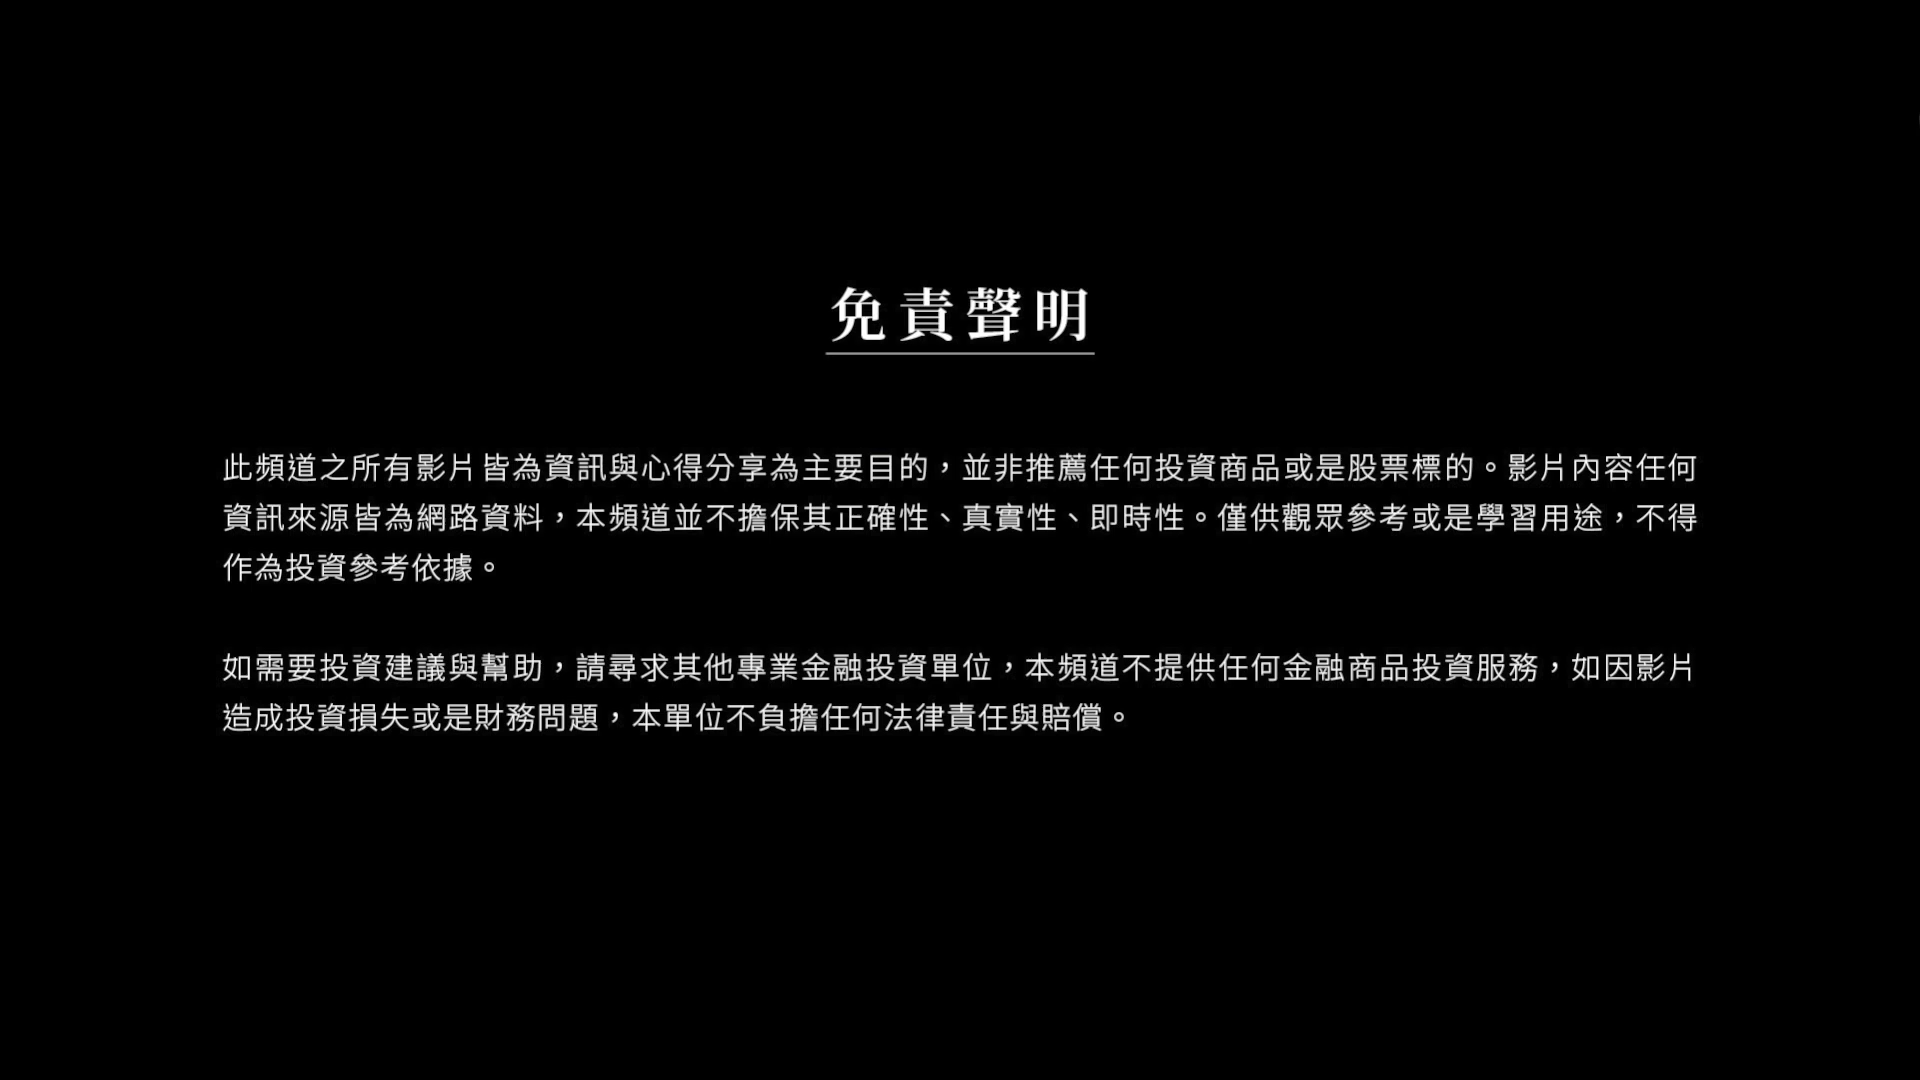 免責聲明
此頻道之所有影片皆為資訊與心得分享為主要目的，並非推薦任何投資商品或是股票標的。影片內容任何
資訊來源皆為網路資料，本頻道並不擔保其正確性、真實性、即時性。僅供觀眾參考或是學習用途，不得
作為投資參考依據。
如需要投資建議與幫助，請尋求其他專業金融投資單位，本頻道不提供任何金融商品投資服務，如因影片
造成投資損失或是財務問題，本單位不負擔任何法律責任與賠償。